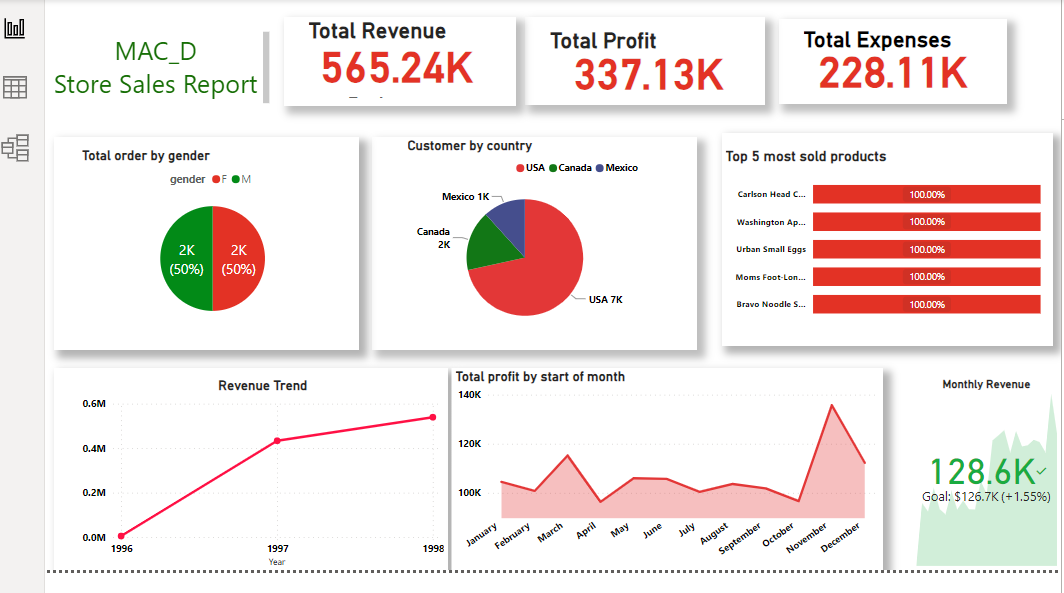 MAC_D
Store Sales Report
Total Revenue
565.24K
Total Profit
337.13K
Total Expenses
228.11K
Total order by gender
gender F M
2K
(50%)
2K
(50%)
Customer by country
USA Canada Mexico
Mexico 1K
Canada
2K
USA 7K
Top 5 most sold products
Carlson Head C... 100.00%
Washington Ap... 100.00%
Urban Small Eggs 100.00%
Moms Foot-Lon... 100.00%
Bravo Noodle S... 100.00%
Revenue Trend
0.6M
0.4M
0.2M
0.0M
1996 1997 1998
Year
Total profit by start of month
140K
120K
100K
January February March April May June July August September October November December
Monthly Revenue
128.6K
Goal: $126.7K (+1.55%)